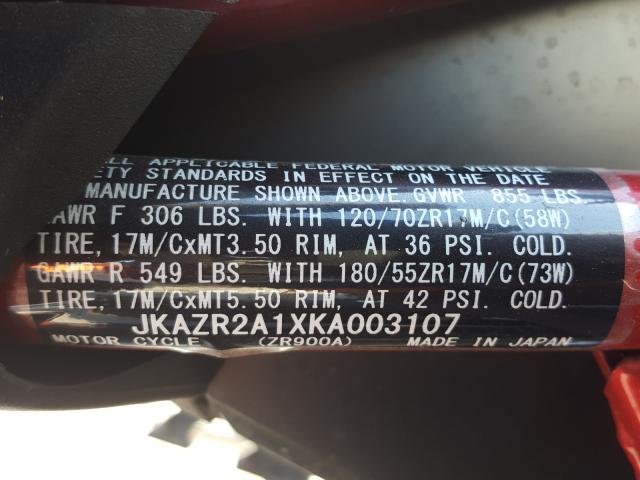 ALL APPLICABLE FEDERAL MOTOR VEHICLE
ETY STANDARDS IN EFFECT ON THE DATE
MANUFACTURE SHOWN ABOVE. GVWR 855 LBS.
GAWR F 306 LBS. WITH 120/70ZR17M/C(58W)
TIRE, 17M/CxMT3.50 RIM, AT 36 PSI. COLD.
GAWR R 549 LBS. WITH 180/55ZR17M/C(73W)
TIRE, 17M/CxMT5.50 RIM, AT 42 PSI. COLD.
JKAZR2A1XKA003107
MOTOR CYCLE (ZR900A) MADE IN JAPAN